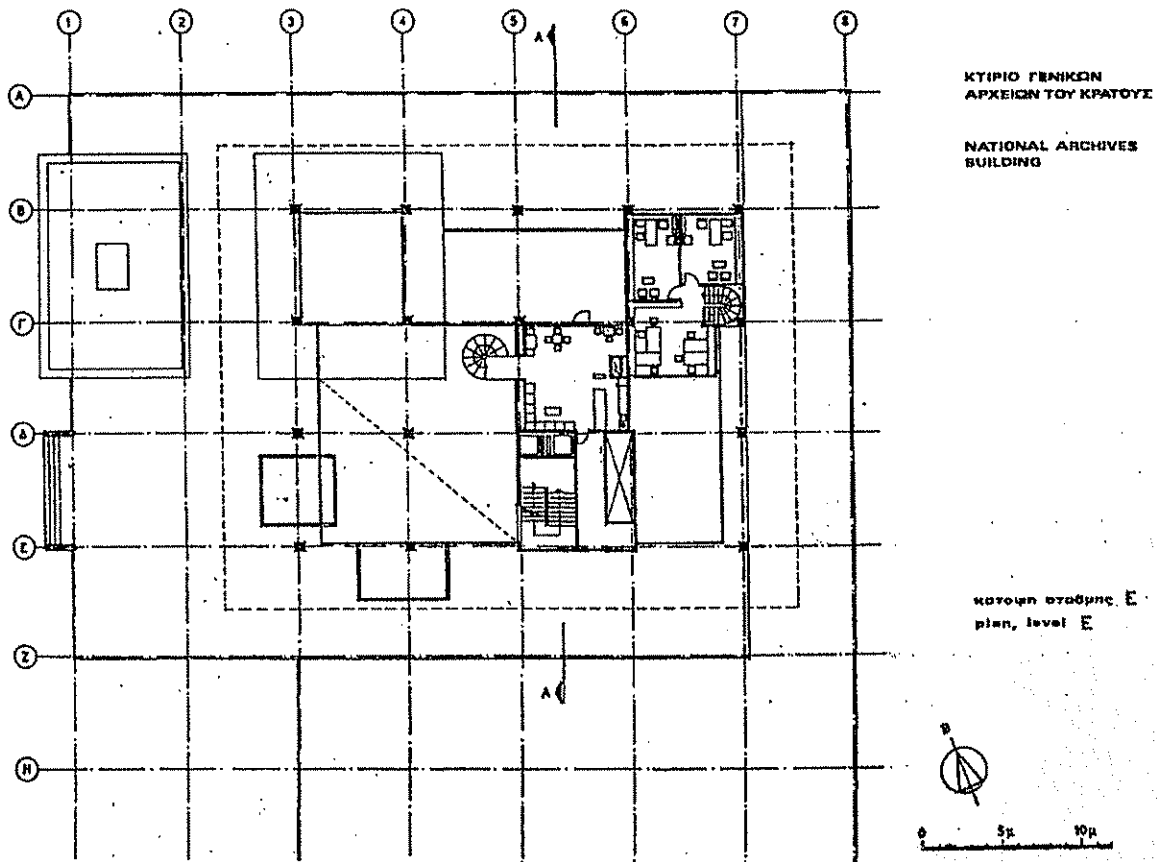 1 2 3 4 5 6 7 8
A
A
ΚΤΙΡΙΟ ΓΕΝΙΚΩΝ
ΑΡΧΕΙΩΝ ΤΟΥ ΚΡΑΤΟΥΣ
NATIONAL ARCHIVES
BUILDING
Β
Γ
Δ
Ε
Ζ
Η
A
κατοψη σταθμης Ε
plan, level E
Β
0 5μ 10μ